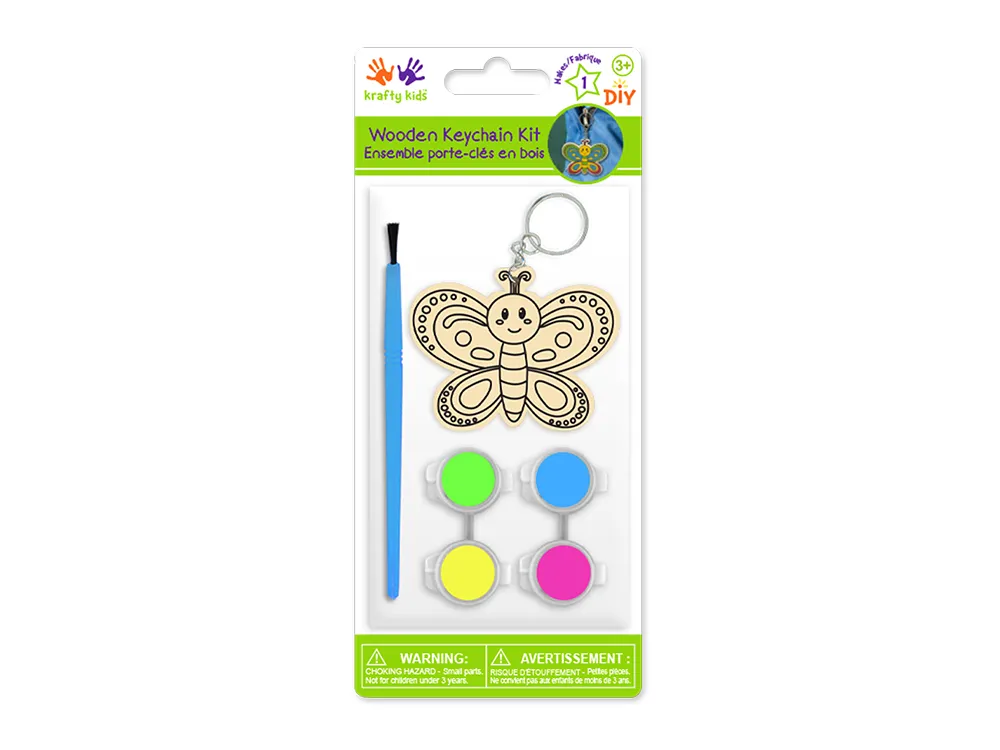 krafty kids™
Makes/Fabrique
1
3+
DIY
Wooden Keychain Kit
Ensemble porte-clés en bois
WARNING:
CHOKING HAZARD - Small parts.
Not for children under 3 years.
AVERTISSEMENT :
RISQUE D'ÉTOUFFEMENT - Petites pièces.
Ne convient pas aux enfants de moins de 3 ans.